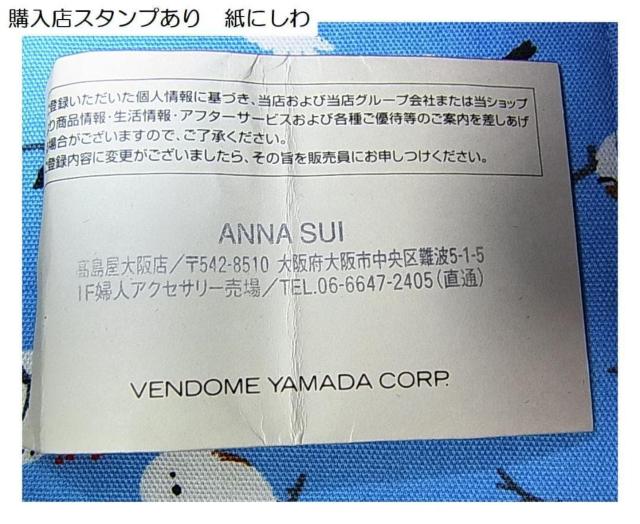 購入店スタンプあり　紙にしわ
登録いただいた個人情報に基づき、当店および当店グループ会社または当ショップ
り商品情報・生活情報・アフターサービスおよび各種ご優待等のご案内を差しあげ
場合がございますので、ご了承ください。
登録内容に変更がございましたら、その旨を販売員にお申しつけください。
ANNA SUI
髙島屋大阪店／〒542-8510 大阪府大阪市中央区難波5-1-5
1F婦人アクセサリー売場／TEL.06-6647-2405（直通）
VENDOME YAMADA CORP.